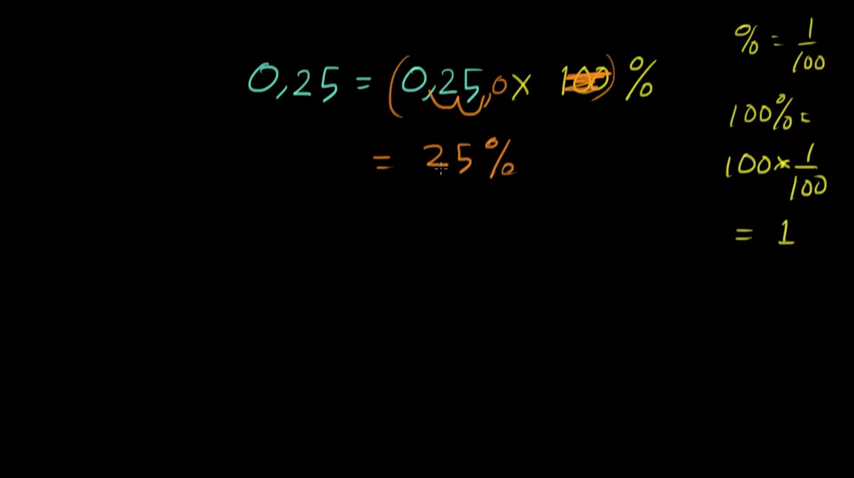 0,25 = (0,25,0 x 100) %
= 25%
% = 1/100
100% =
100 x 1/100
= 1